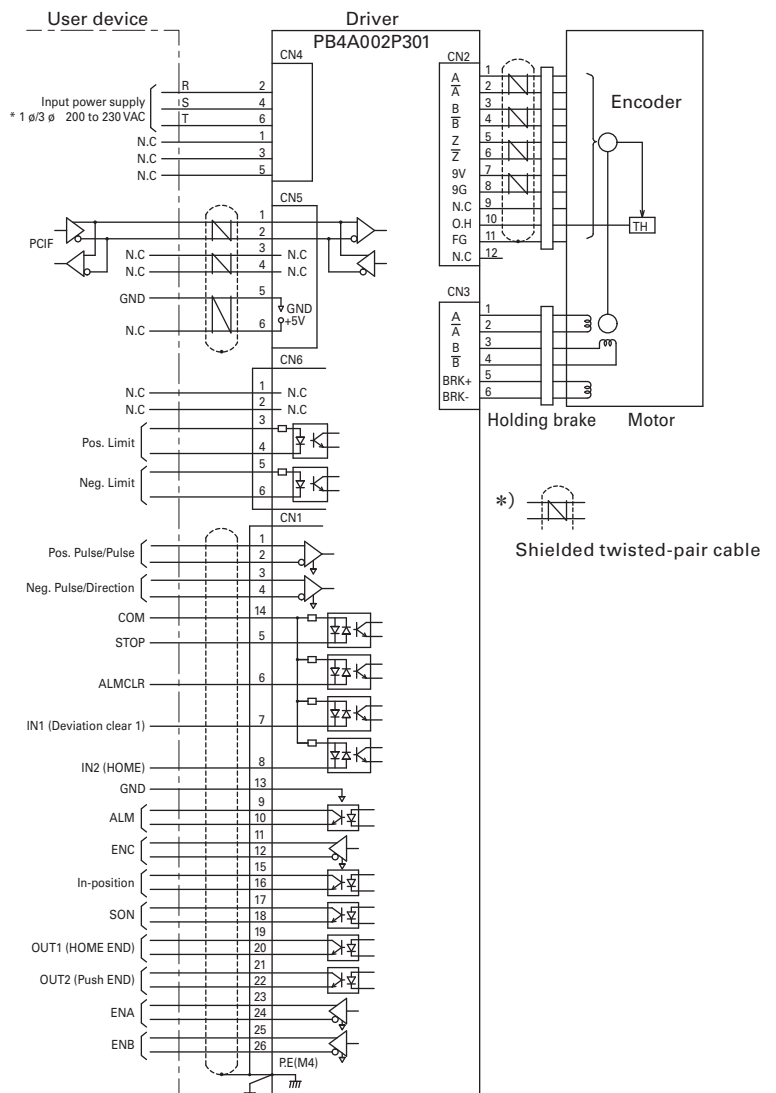 User device
Driver
PB4A002P301
CN4
R 2
Input power supply
* 1 ø/3 ø 200 to 230 VAC
S 4
T 6
N.C 1
N.C 3
N.C 5
CN5
PCIF
1
2
N.C 3 N.C
N.C 4 N.C
GND 5 GND
N.C 6 +5V
CN6
N.C 1 N.C
N.C 2 N.C
Pos. Limit
3
4
Neg. Limit
5
6
CN1
Pos. Pulse/Pulse
1
2
Neg. Pulse/Direction
3
4
COM 14
STOP 5
ALMCLR 6
IN1 (Deviation clear 1) 7
IN2 (HOME) 8
GND 13
ALM
9
10
ENC
11
12
In-position
15
16
SON
17
18
OUT1 (HOME END)
19
20
OUT2 (Push END)
21
22
ENA
23
24
ENB
25
26
P.E(M4)
CN2
A 1
A̅ 2
B 3
B̅ 4
Z 5
Z̅ 6
9V 7
9G 8
N.C 9
O.H 10
FG 11
N.C 12
Encoder
TH
CN3
A 1
A̅ 2
B 3
B̅ 4
BRK+ 5
BRK- 6
Holding brake
Motor
*)
Shielded twisted-pair cable